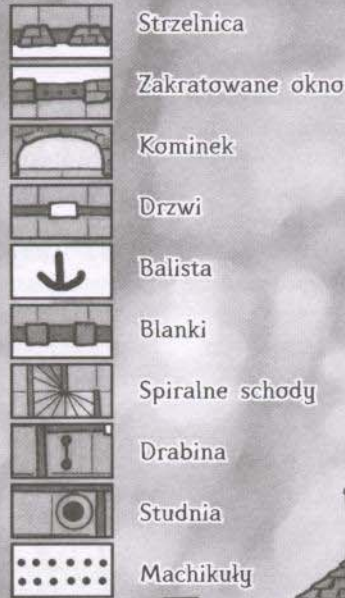 Strzelnica
Zakratowane okno
Kominek
Drzwi
Balista
Blanki
Spiralne schody
Drabina
Studnia
Machikuły